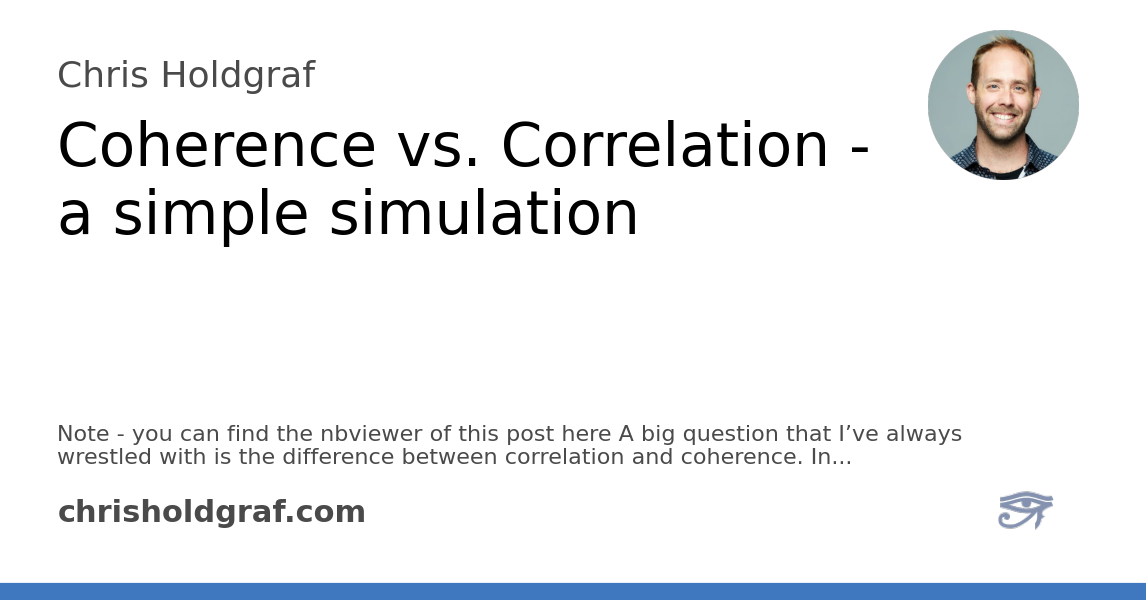 Chris Holdgraf
Coherence vs. Correlation -
a simple simulation
Note - you can find the nbviewer of this post here A big question that I’ve always
wrestled with is the difference between correlation and coherence. In...
chrisholdgraf.com